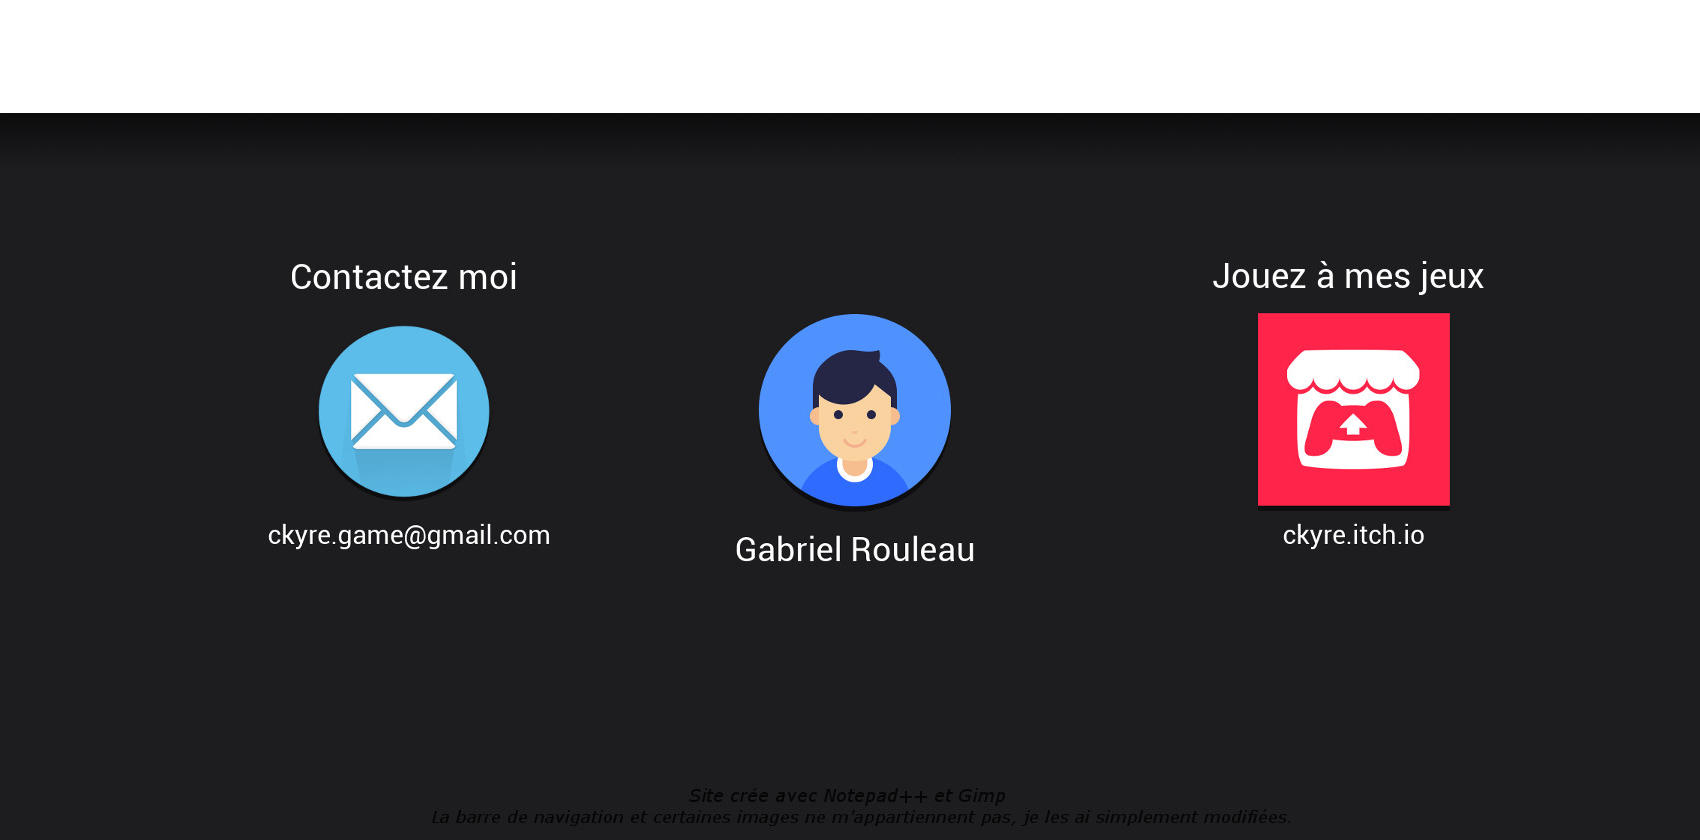 Contactez moi
Jouez à mes jeux
ckyre.game@gmail.com
Gabriel Rouleau
ckyre.itch.io
Site crée avec Notepad++ et Gimp
La barre de navigation et certaines images ne m'appartiennent pas, je les ai simplement modifiées.